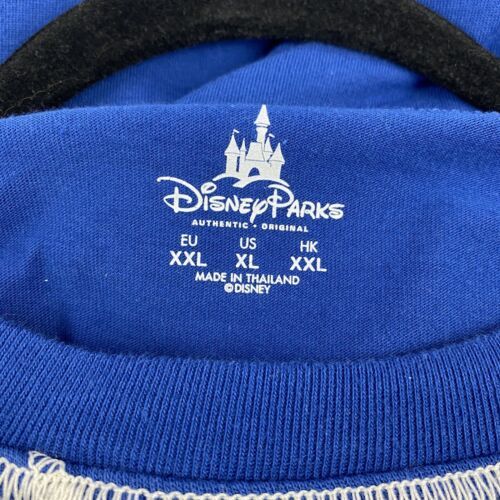 Disney Parks
AUTHENTIC • ORIGINAL
EU US HK
XXL XL XXL
MADE IN THAILAND
©DISNEY